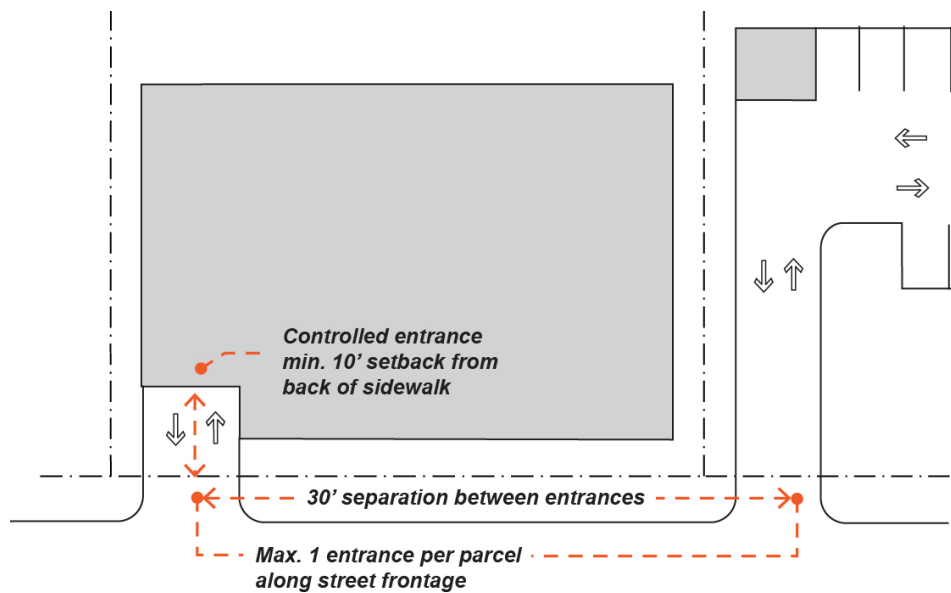 Controlled entrance
min. 10’ setback from
back of sidewalk
30’ separation between entrances
Max. 1 entrance per parcel
along street frontage